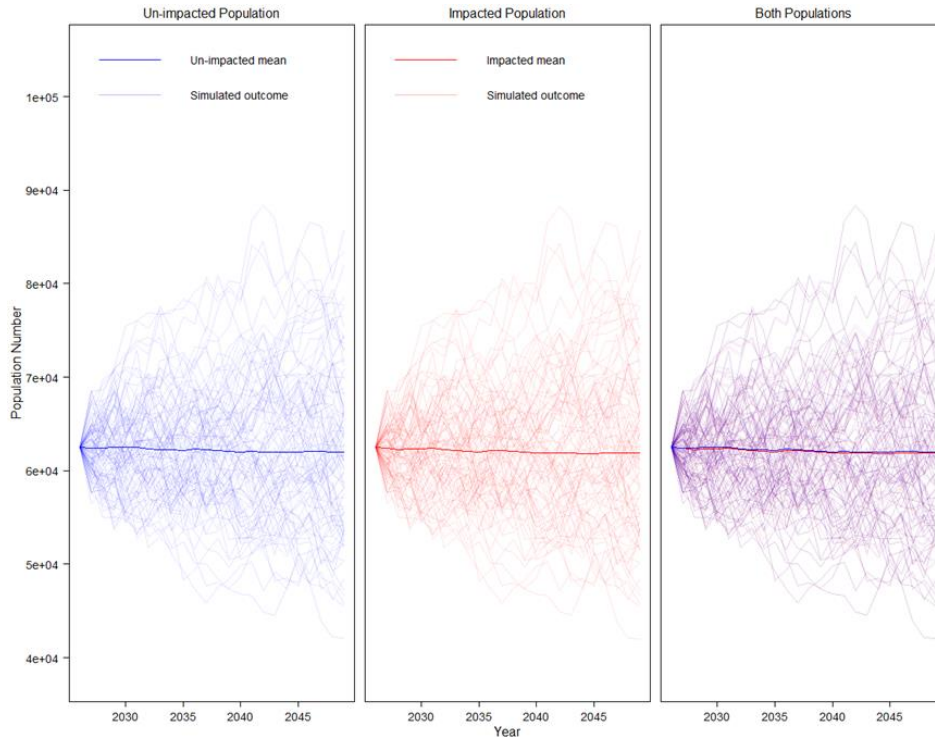 Un-impacted Population
Impacted Population
Both Populations
Un-impacted mean
Simulated outcome
Impacted mean
Simulated outcome
Population Number
1e+05
9e+04
8e+04
7e+04
6e+04
5e+04
4e+04
2030 2035 2040 2045
2030 2035 2040 2045
2030 2035 2040 2045
Year